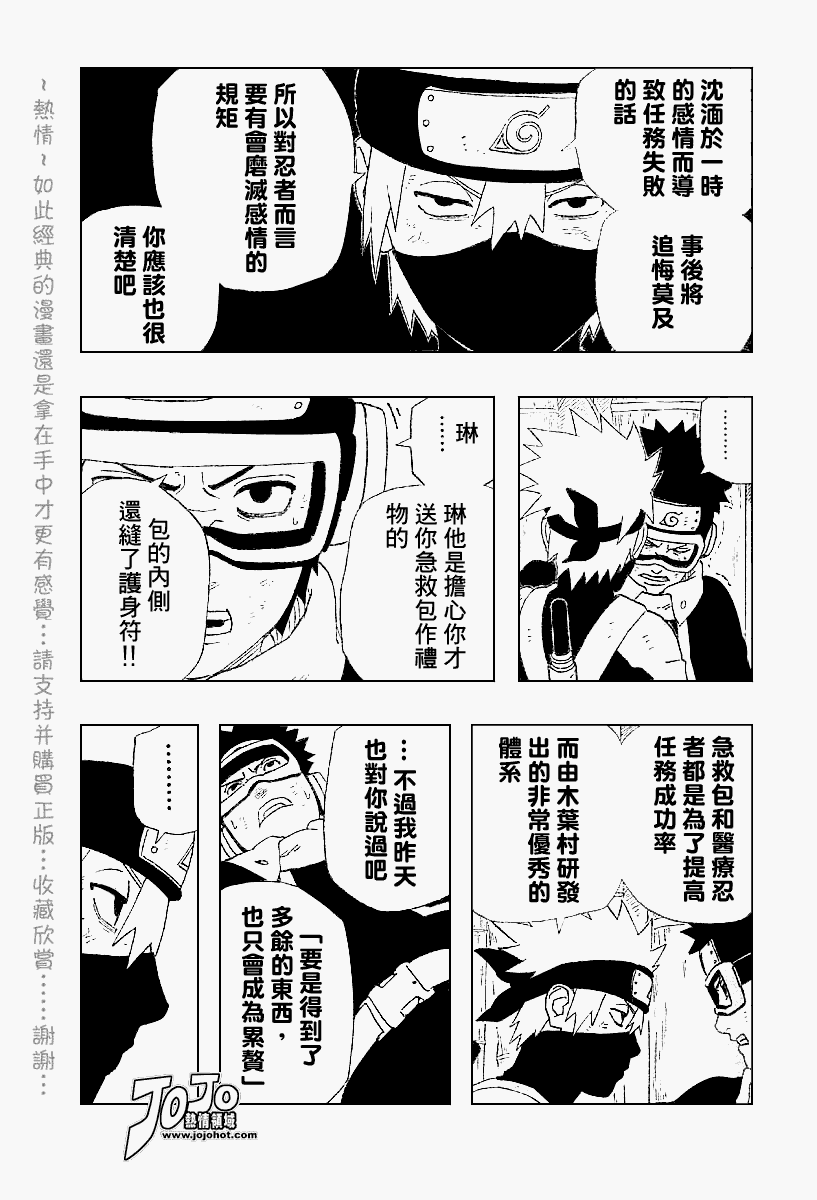 沈湎於一時
的感情而導
致任務失敗
的話
事後將
追悔莫及
所以對忍者而言
要有會磨滅感情的
規矩
你應該也很
清楚吧
………
琳
……
琳他是擔心你才
送你急救包作禮
物的
包的內側
還縫了護身符!!
急救包和醫療忍
者都是為了提高
任務成功率
而由木葉村研發
出的非常優秀的
體系
…不過我昨天
也對你說過吧
「要是得到了
多餘的東西，
也只會成為累贅」
………
~熱情~如此經典的漫畫還是拿在手中才更有感覺…請支持并購買正版…收藏欣賞……謝謝…
JOJO
熱情領域
www.jojohot.com